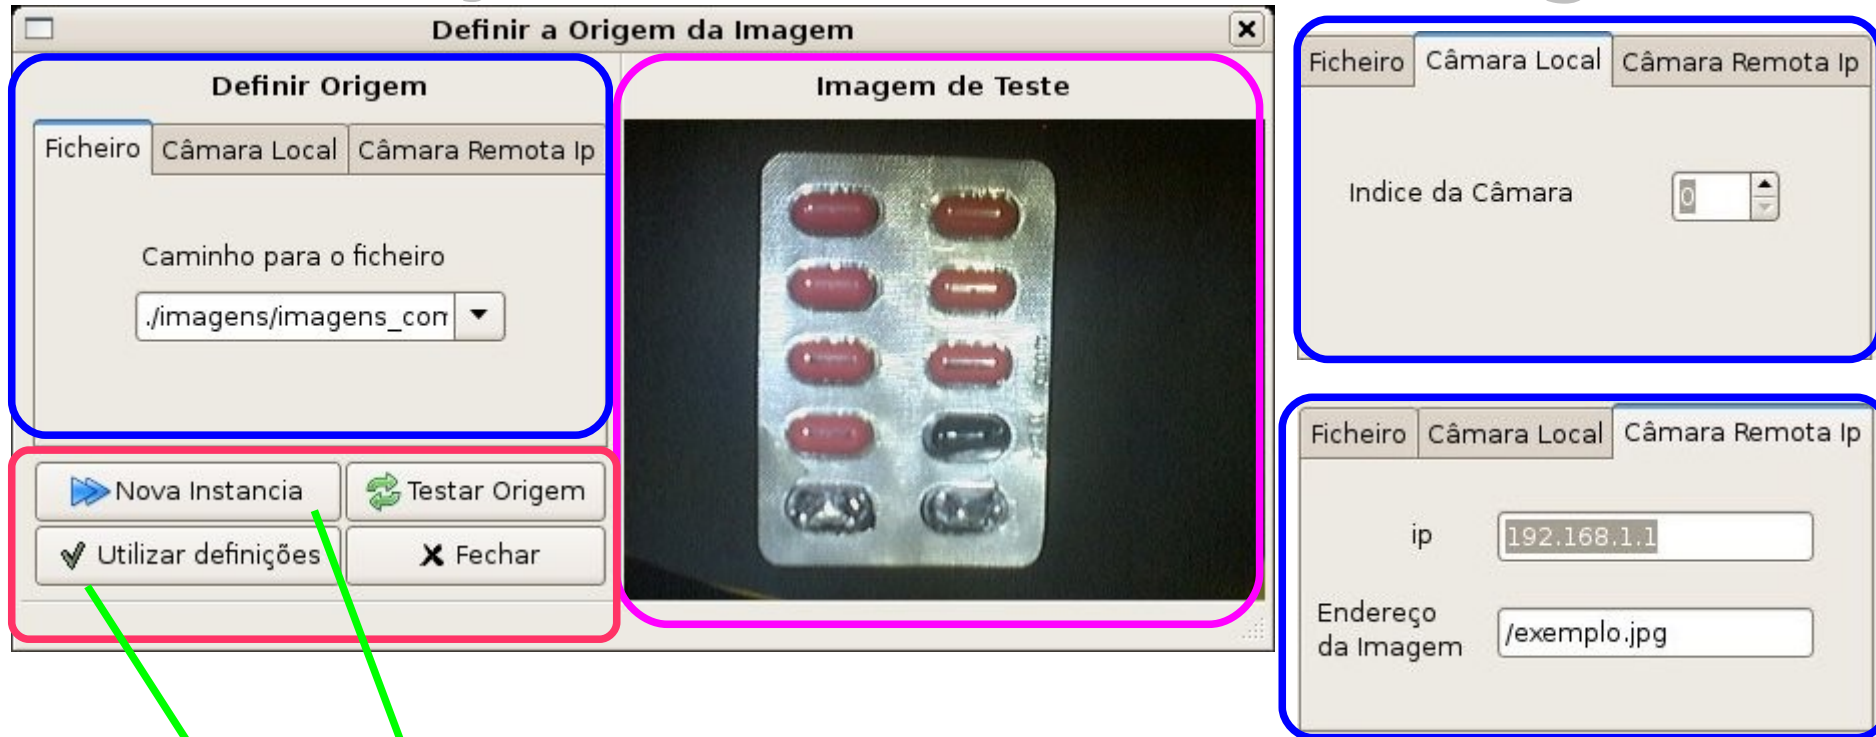 Definir a Origem da Imagem
Definir Origem
Ficheiro Câmara Local Câmara Remota Ip
Caminho para o ficheiro
./imagens/imagens_com
Nova Instancia Testar Origem
Utilizar definições Fechar
Imagem de Teste
Ficheiro Câmara Local Câmara Remota Ip
Indice da Câmara 0
Ficheiro Câmara Local Câmara Remota Ip
ip 192.168.1.1
Endereço
da Imagem /exemplo.jpg